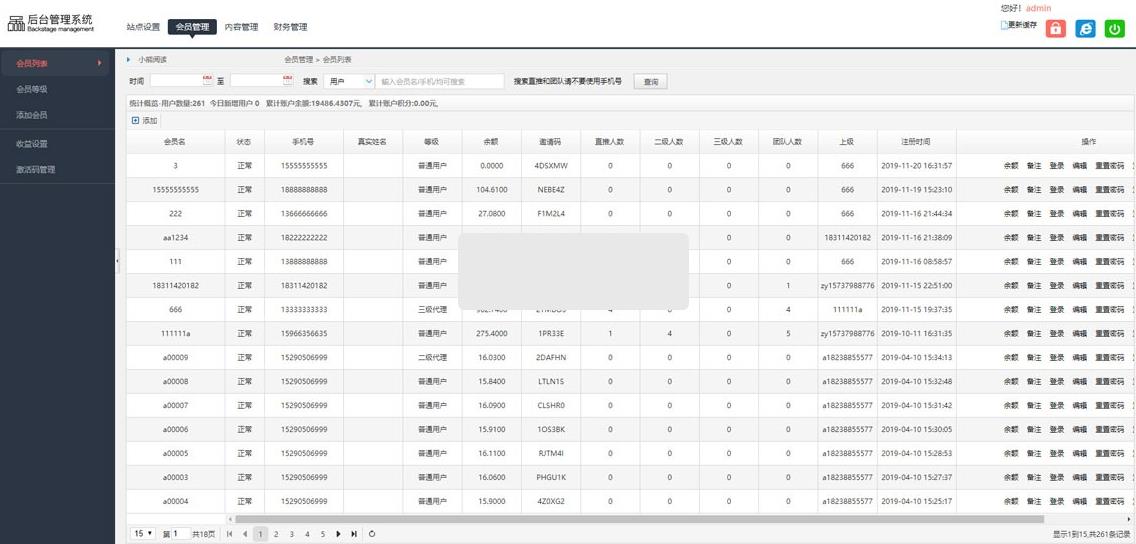 您好! admin
后台管理系统
Backstage management
站点设置 会员管理 内容管理 财务管理
更新缓存
会员列表
会员等级
添加会员
收益设置
激活码管理
小熊阅读 会员管理 > 会员列表
时间 至 搜索 用户 输入会员名/手机/均可搜索 搜索直推和团队请不要使用手机号 查询
统计概览·用户数量:261 今日新增用户 0 累计账户余额:19486.4307元, 累计账户积分:0.00元,
添加
会员名 状态 手机号 真实姓名 等级 余额 邀请码 直推人数 二级人数 三级人数 团队人数 上级 注册时间 操作
3 正常 15555555555 普通用户 0.0000 4DSXMW 0 0 0 0 666 2019-11-20 16:31:57 余额 备注 登录 编辑 重置密码
15555555555 正常 18888888888 普通用户 104.6100 NEBE4Z 0 0 0 0 666 2019-11-19 15:23:10 余额 备注 登录 编辑 重置密码
222 正常 13666666666 普通用户 27.0800 F1M2L4 0 0 0 0 666 2019-11-16 21:44:34 余额 备注 登录 编辑 重置密码
aa1234 正常 18222222222 普通用户 0 0 18311420182 2019-11-16 21:38:09 余额 备注 登录 编辑 重置密码
111 正常 13888888888 普通用户 0 0 666 2019-11-16 08:58:57 余额 备注 登录 编辑 重置密码
18311420182 正常 18311420182 普通用户 0 1 zy15737988776 2019-11-15 22:51:00 余额 备注 登录 编辑 重置密码
666 正常 13333333333 三级代理 0 4 111111a 2019-11-15 19:37:35 余额 备注 登录 编辑 重置密码
111111a 正常 15966356635 普通用户 275.4000 1PR33E 1 4 0 5 zy15737988776 2019-10-11 16:31:35 余额 备注 登录 编辑 重置密码
a00009 正常 15290506999 二级代理 16.0300 2DAFHN 0 0 0 0 a18238855577 2019-04-10 15:34:13 余额 备注 登录 编辑 重置密码
a00008 正常 15290506999 普通用户 15.8400 LTLN1S 0 0 0 0 a18238855577 2019-04-10 15:32:48 余额 备注 登录 编辑 重置密码
a00007 正常 15290506999 普通用户 16.0900 CLSHR0 0 0 0 0 a18238855577 2019-04-10 15:31:42 余额 备注 登录 编辑 重置密码
a00006 正常 15290506999 普通用户 15.9100 1OS3BK 0 0 0 0 a18238855577 2019-04-10 15:30:05 余额 备注 登录 编辑 重置密码
a00005 正常 15290506999 普通用户 16.1100 RJTM4I 0 0 0 0 a18238855577 2019-04-10 15:28:53 余额 备注 登录 编辑 重置密码
a00003 正常 15290506999 普通用户 16.0600 PHGU1K 0 0 0 0 a18238855577 2019-04-10 15:27:37 余额 备注 登录 编辑 重置密码
a00004 正常 15290506999 普通用户 15.9000 4Z0XG2 0 0 0 0 a18238855577 2019-04-10 15:25:17 余额 备注 登录 编辑 重置密码
15 第 1 共18页 1 2 3 4 5 显示1到15,共261条记录